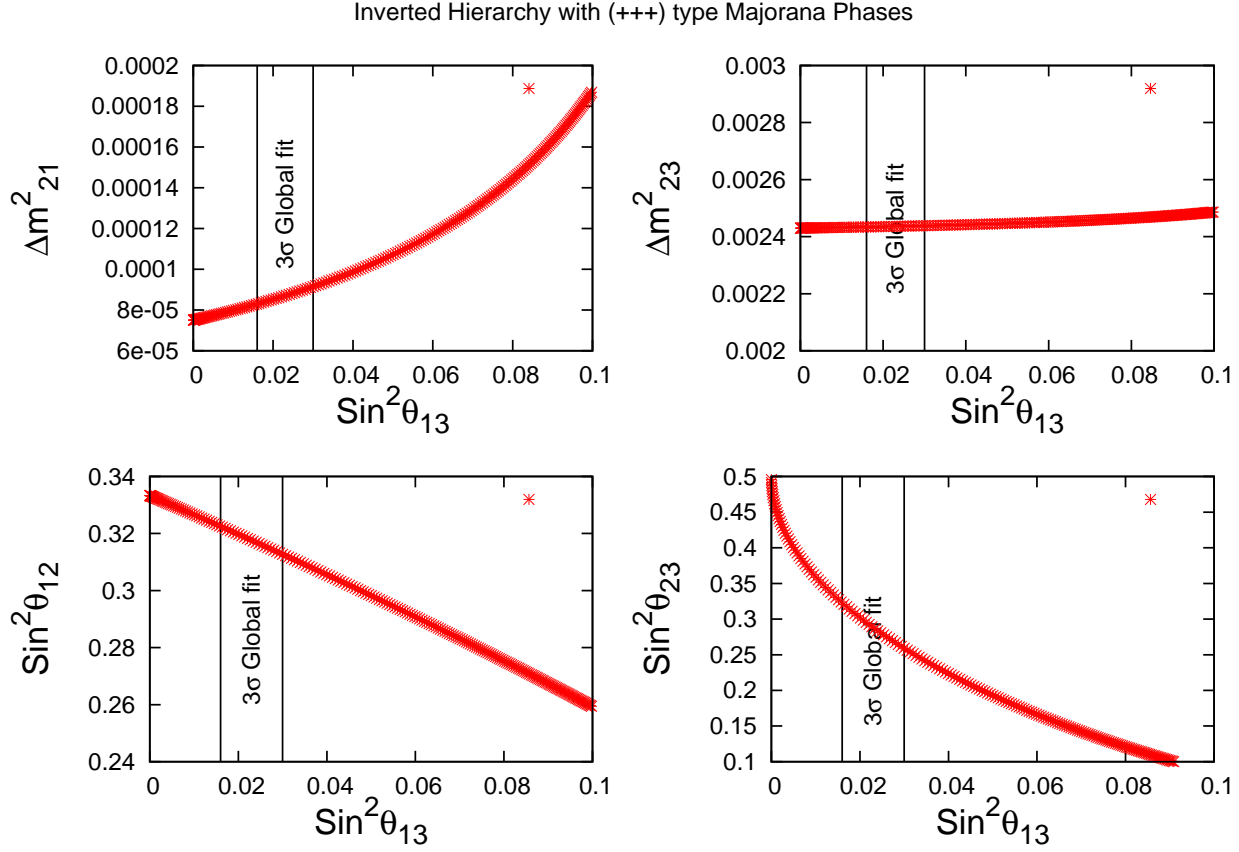 Inverted Hierarchy with (+++) type Majorana Phases
0.0002
0.00018
0.00016
0.00014
0.00012
0.0001
8e-05
6e-05
Δm²₂₁
3σ Global fit
0 0.02 0.04 0.06 0.08 0.1
Sin²θ₁₃
0.003
0.0028
0.0026
0.0024
0.0022
0.002
Δm²₂₃
3σ Global fit
0 0.02 0.04 0.06 0.08 0.1
Sin²θ₁₃
0.34
0.32
0.3
0.28
0.26
0.24
Sin²θ₁₂
3σ Global fit
0 0.02 0.04 0.06 0.08 0.1
Sin²θ₁₃
0.5
0.45
0.4
0.35
0.3
0.25
0.2
0.15
0.1
Sin²θ₂₃
3σ Global fit
0 0.02 0.04 0.06 0.08 0.1
Sin²θ₁₃